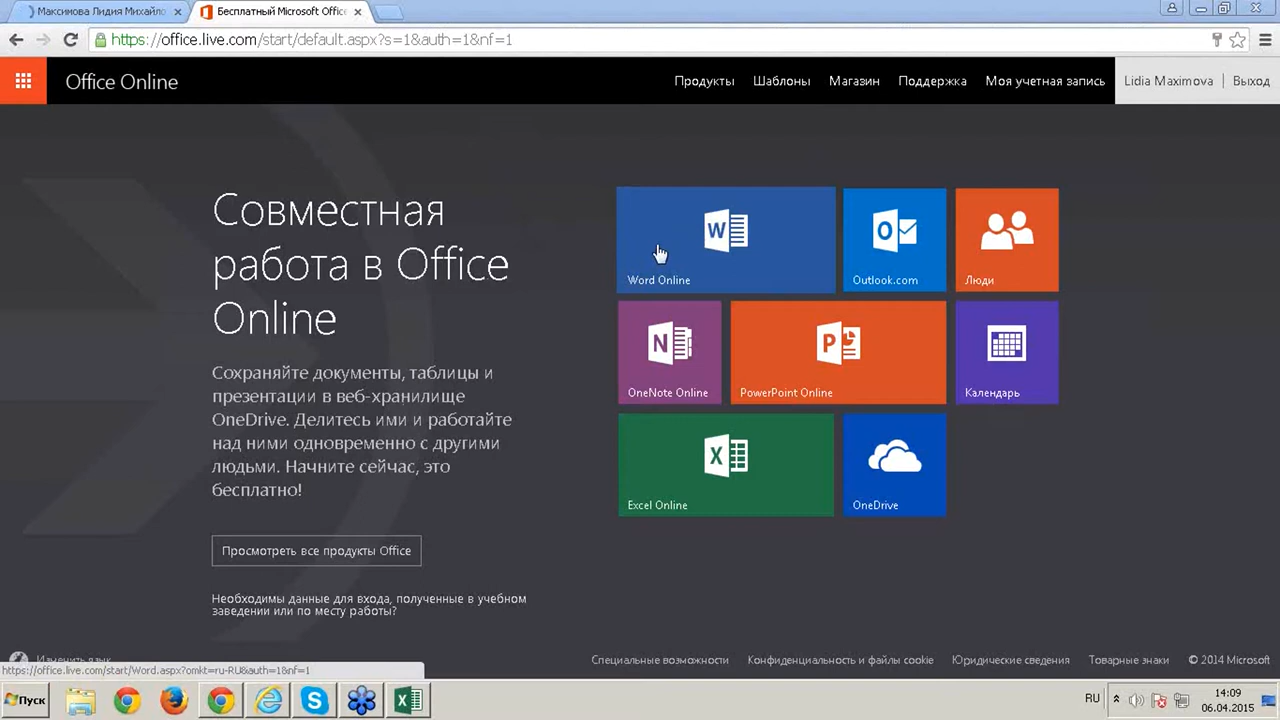 Максимова Лидия Михайло
Бесплатный Microsoft Office
https://office.live.com/start/default.aspx?s=1&auth=1&nf=1
Office Online
Продукты
Шаблоны
Магазин
Поддержка
Моя учетная запись
Lidia Maximova
Выход
Совместная
работа в Office
Online
Сохраняйте документы, таблицы и
презентации в веб-хранилище
OneDrive. Делитесь ими и работайте
над ними одновременно с другими
людьми. Начните сейчас, это
бесплатно!
Просмотреть все продукты Office
Необходимы данные для входа, полученные в учебном
заведении или по месту работы?
Word Online
Outlook.com
Люди
OneNote Online
PowerPoint Online
Календарь
Excel Online
OneDrive
Изменить язык
Специальные возможности
Конфиденциальность и файлы cookie
Юридические сведения
Товарные знаки
© 2014 Microsoft
https://office.live.com/start/Word.aspx?omkt=ru-RU&auth=1&nf=1
Пуск
RU
14:09
06.04.2015